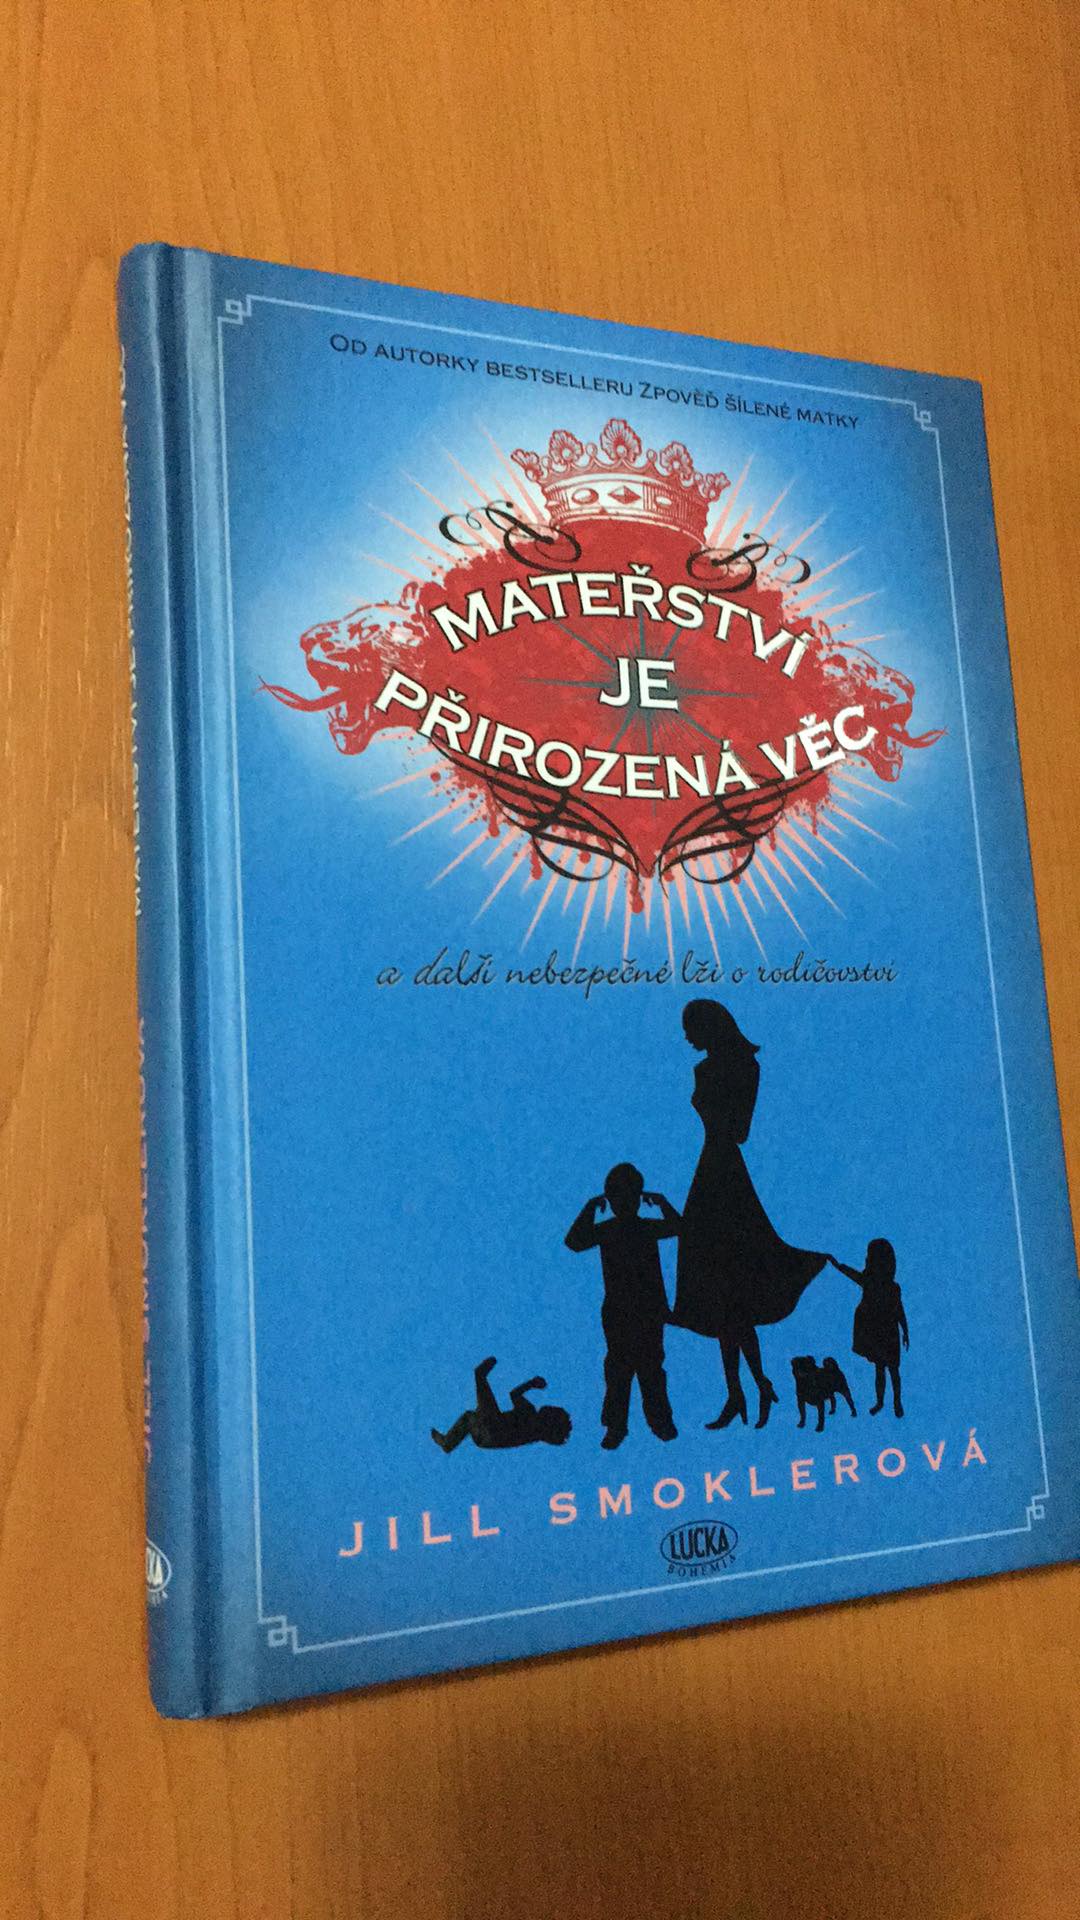 OD AUTORKY BESTSELLERU ZPOVĚĎ ŠÍLENÉ MATKY
MATEŘSTVÍ
JE
PŘIROZENÁ VĚC
a další nebezpečné lži o rodičovství
JILL SMOKLEROVÁ
LUCKA
BOHEMIA